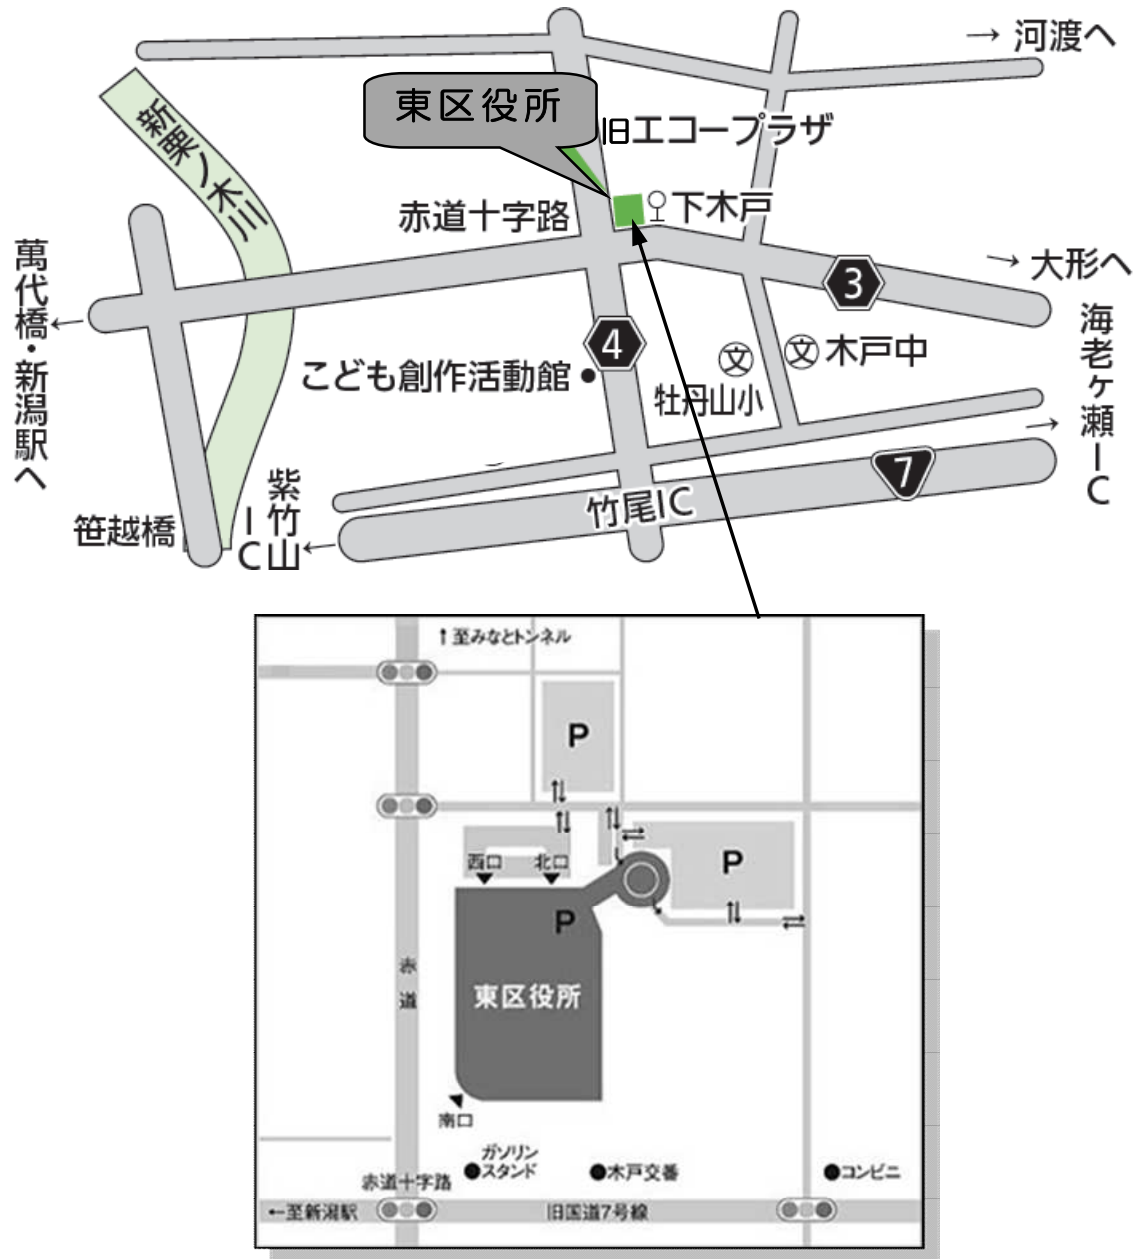 → 河渡へ
東区役所
旧エコープラザ
新栗ノ木川
赤道十字路
下木戸
萬代橋・新潟駅へ
←
→ 大形へ
3
海老ヶ瀬IC
→
4
文
文 木戸中
こども創作活動館
牡丹山小
7
紫竹山IC
←
竹尾IC
笹越橋
↑至みなとトンネル
P
西口
北口
P
P
赤道
東区役所
南口
ガソリン
スタンド
木戸交番
コンビニ
赤道十字路
←至新潟駅
旧国道7号線